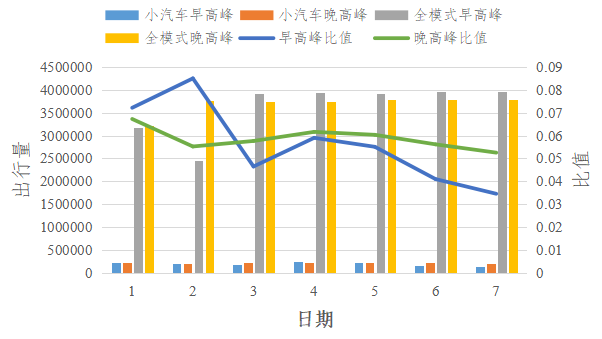 小汽车早高峰 小汽车晚高峰 全模式早高峰
全模式晚高峰 早高峰比值 晚高峰比值
4500000 0.09
4000000 0.08
3500000 0.07
3000000 0.06
2500000 0.05
2000000 0.04
1500000 0.03
1000000 0.02
500000 0.01
0 0
出行量
比值
1 2 3 4 5 6 7
日期